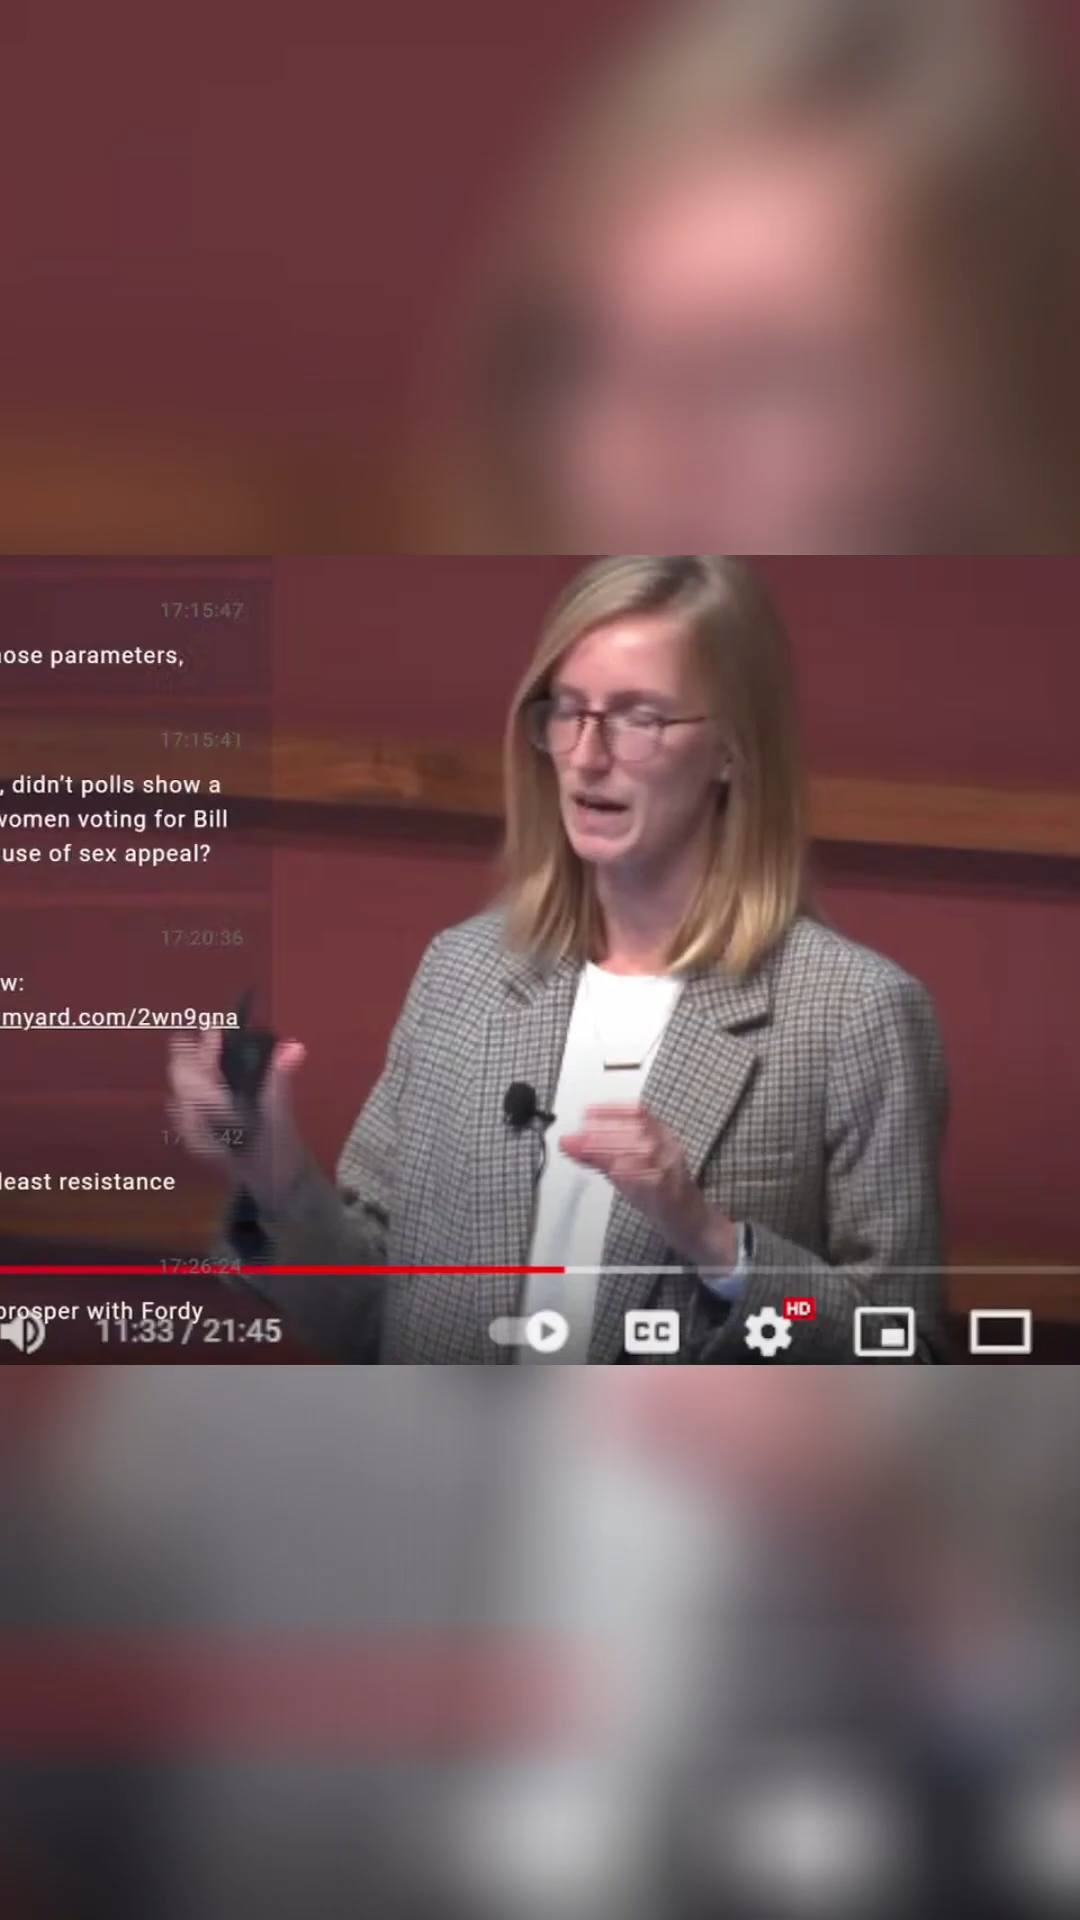 17:15:47
ose parameters,
17:15:41
, didn't polls show a
women voting for Bill
use of sex appeal?
17:20:36
w:
myard.com/2wn9gna
42
least resistance
17:26:24
prosper with Fordy
11:33 / 21:45
CC
HD